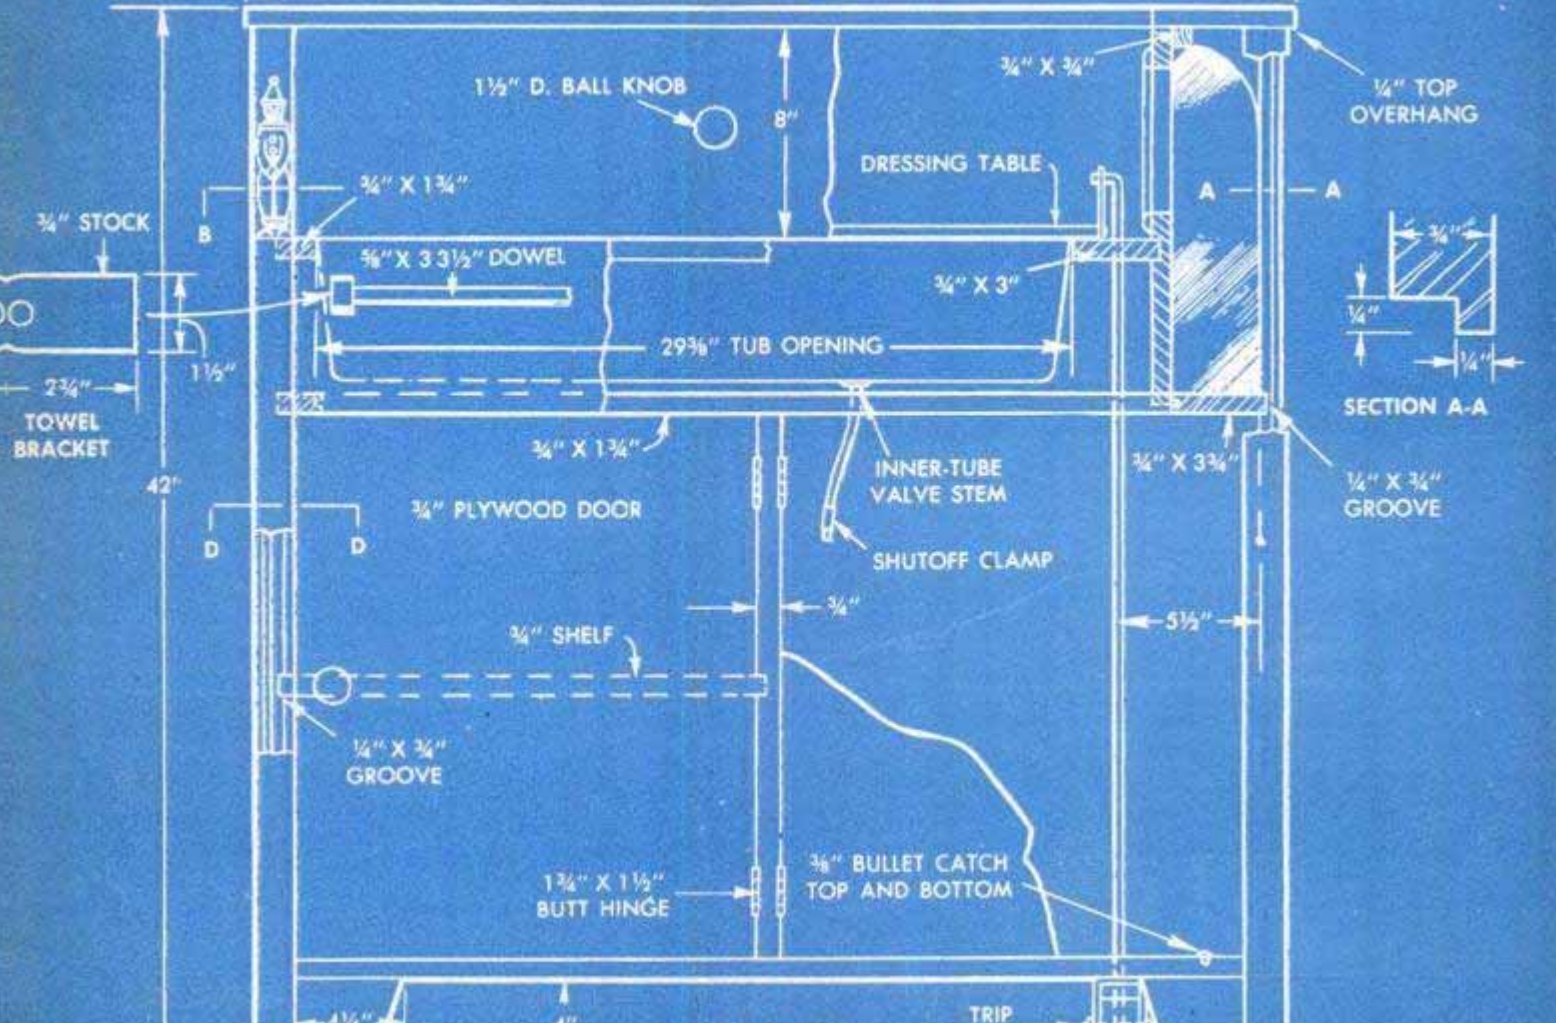 ¾" X ¾"
1½" D. BALL KNOB
¼" TOP
OVERHANG
8"
DRESSING TABLE
¾" X 1¾"
A
A
¾" STOCK
B
¾"
⅝" X 3 3½" DOWEL
¾" X 3"
¼"
29⅜" TUB OPENING
¼"
1½"
2¾"
TOWEL
BRACKET
SECTION A-A
¾" X 1¾"
INNER-TUBE
VALVE STEM
¾" X 3¾"
42"
¼" X ¾"
GROOVE
¾" PLYWOOD DOOR
D
D
SHUTOFF CLAMP
¾"
5½"
¾" SHELF
¼" X ¾"
GROOVE
⅜" BULLET CATCH
TOP AND BOTTOM
1¾" X 1½"
BUTT HINGE
TRIP